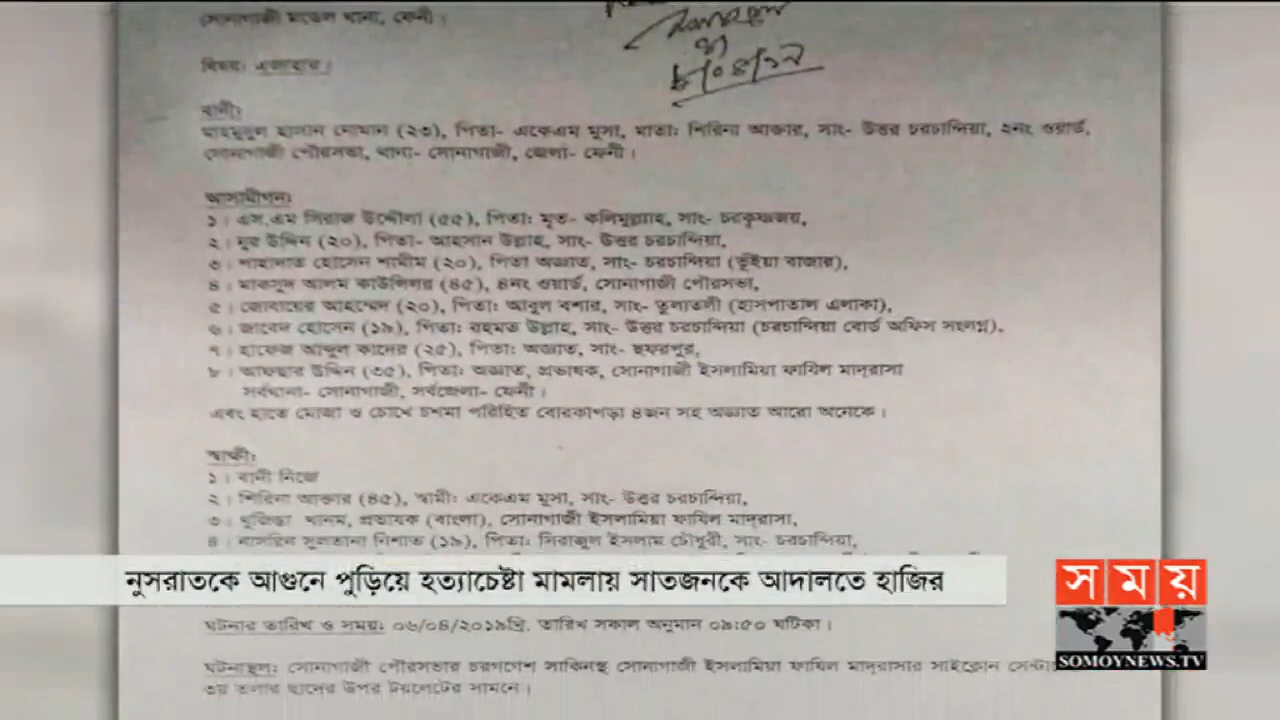 সোনাগাজী মডেল থানা, ফেনী।
বিষয়: এজাহার।
বাদী:
মাহমুদুল হাসান নোমান (২৩), পিতা- একেএম মূসা, মাতা: শিরিনা আক্তার, সাং- উত্তর চরচান্দিয়া, ২নং ওয়ার্ড,
সোনাগাজী পৌরসভা, থানা- সোনাগাজী, জেলা- ফেনী।
আসামীগন:
১। এস.এম সিরাজ উদ্দৌলা (৫৫), পিতা: মৃত- কলিমুল্ল্যাহ, সাং- চরকৃষ্ণজয়,
২। নুর উদ্দিন (২০), পিতা- আহসান উল্লাহ, সাং- উত্তর চরচান্দিয়া,
৩। শাহাদাত হোসেন শামীম (২০), পিতা অজ্ঞাত, সাং- চরচান্দিয়া (ভূঁইয়া বাজার),
৪। মাকসুদ আলম কাউন্সিলর (৪৫), ৪নং ওয়ার্ড, সোনাগাজী পৌরসভা,
৫। জোবায়ের আহম্মেদ (২০), পিতা: আবুল বশার, সাং- তুলাতলী (হাসপাতাল এলাকা),
৬। জাবেদ হোসেন (১৯), পিতা: রহমত উল্লাহ, সাং- উত্তর চরচান্দিয়া (চরচান্দিয়া বোর্ড অফিস সংলগ্ন),
৭। হাফেজ আব্দুল কাদের (২৫), পিতা: অজ্ঞাত, সাং- ছফরপুর,
৮। আফছার উদ্দিন (৩৫), পিতা: অজ্ঞাত, প্রভাষক, সোনাগাজী ইসলামিয়া ফাযিল মাদ্রাসা
সর্বথানা- সোনাগাজী, সর্বজেলা- ফেনী।
এবং হাতে মোজা ও চোখে চশমা পরিহিত বোরকাপড়া ৪জন সহ অজ্ঞাত আরো অনেকে।
স্বাক্ষী:
১। বাদী নিজে
২। শিরিনা আক্তার (৪৫), স্বামী: একেএম মূসা, সাং- উত্তর চরচান্দিয়া,
৩। খুজিস্তা খানম, প্রভাষক (বাংলা), সোনাগাজী ইসলামিয়া ফাযিল মাদ্রাসা,
৪। নাসরিন সুলতানা নিশাত (১৯), পিতা: সিরাজুল ইসলাম চৌধুরী, সাং- চরচান্দিয়া,
নুসরাতকে আগুনে পুড়িয়ে হত্যাচেষ্টা মামলায় সাতজনকে আদালতে হাজির
সময়
SOMOYNEWS.TV
ঘটনার তারিখ ও সময়: ০৬/০৪/২০১৯খ্রি. তারিখ সকাল অনুমান ০৯:৫০ ঘটিকা।
ঘটনাস্থল: সোনাগাজী পৌরসভার চরগণেশ সাকিনস্থ সোনাগাজী ইসলামিয়া ফাযিল মাদ্রাসার সাইক্লোন
৩য় তলার ছাদের উপর টয়লেটের সামনে।